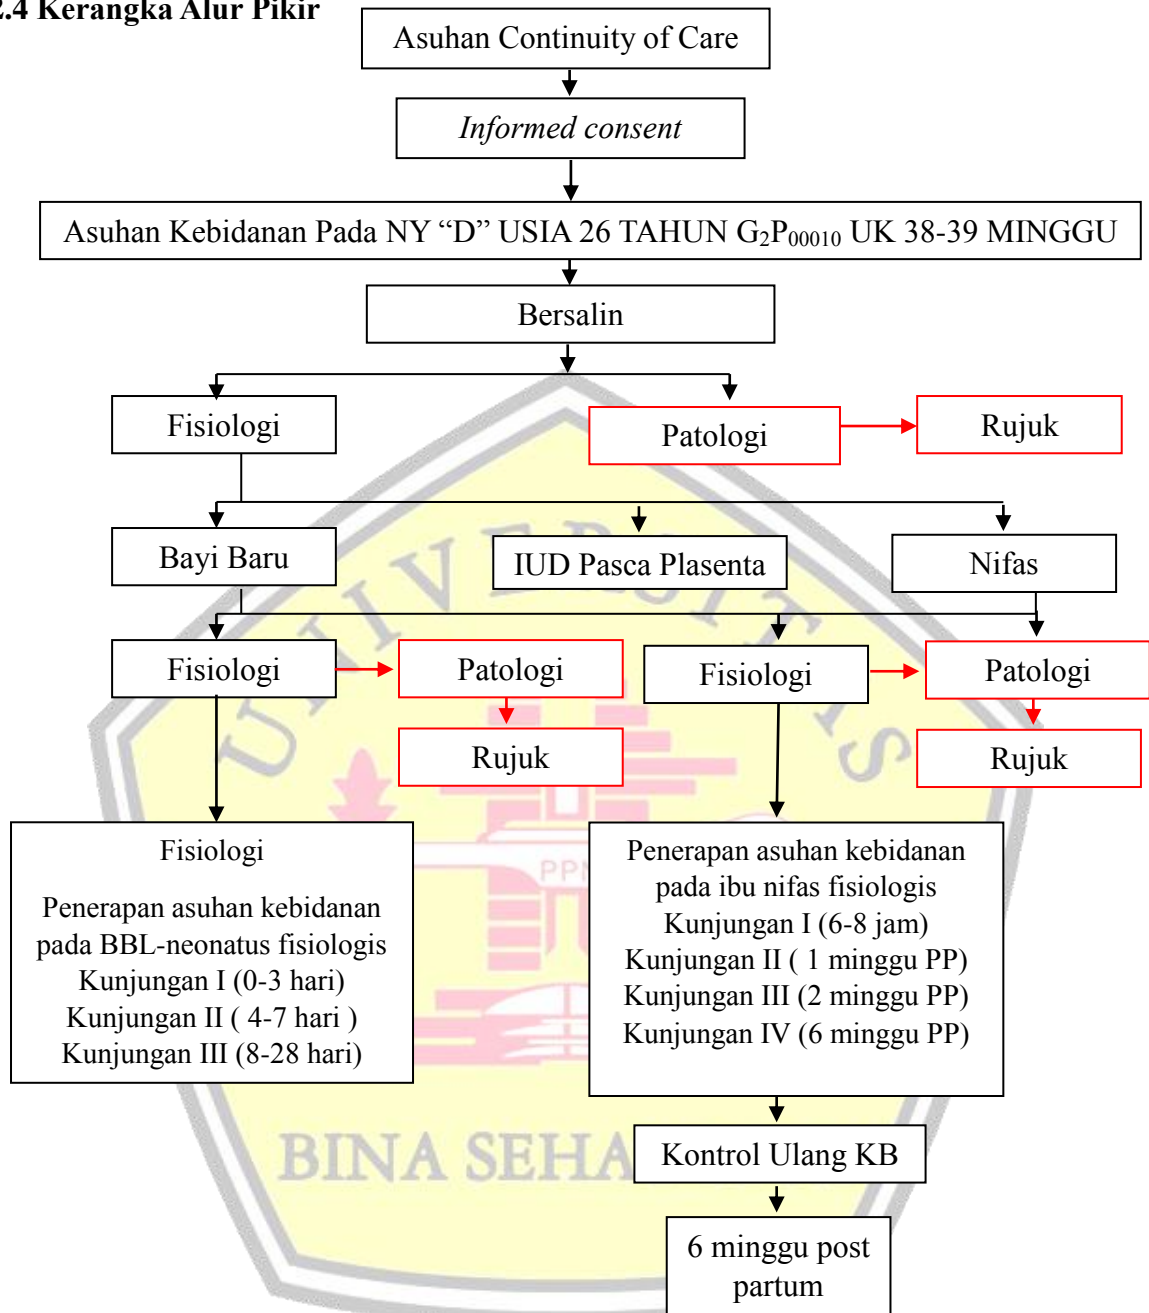 2.4 Kerangka Alur Pikir
Asuhan Continuity of Care
Informed consent
Asuhan Kebidanan Pada NY “D” USIA 26 TAHUN G₂P₀₀₀₁₀ UK 38-39 MINGGU
Bersalin
Fisiologi
Patologi
Rujuk
Bayi Baru
IUD Pasca Plasenta
Nifas
Fisiologi
Patologi
Fisiologi
Patologi
Rujuk
Rujuk
Fisiologi
Penerapan asuhan kebidanan
pada BBL-neonatus fisiologis
Kunjungan I (0-3 hari)
Kunjungan II ( 4-7 hari )
Kunjungan III (8-28 hari)
Penerapan asuhan kebidanan
pada ibu nifas fisiologis
Kunjungan I (6-8 jam)
Kunjungan II ( 1 minggu PP)
Kunjungan III (2 minggu PP)
Kunjungan IV (6 minggu PP)
Kontrol Ulang KB
6 minggu post
partum
UNIVERSITAS
PPN
BINA SEHA